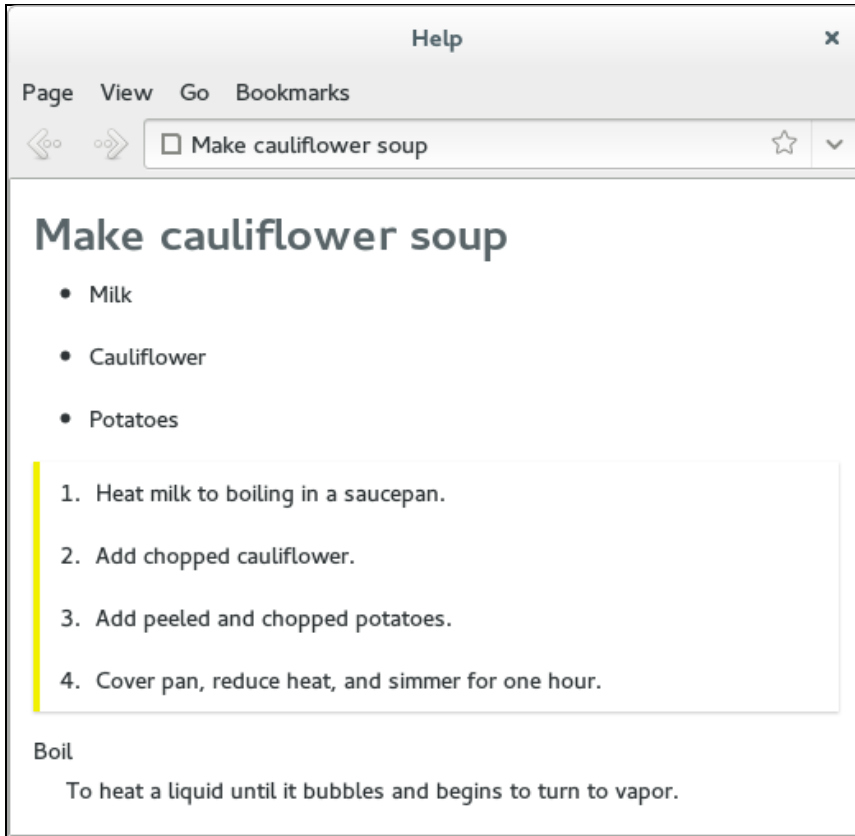 Help
Page View Go Bookmarks
Make cauliflower soup
Make cauliflower soup
• Milk
• Cauliflower
• Potatoes
1. Heat milk to boiling in a saucepan.
2. Add chopped cauliflower.
3. Add peeled and chopped potatoes.
4. Cover pan, reduce heat, and simmer for one hour.
Boil
To heat a liquid until it bubbles and begins to turn to vapor.